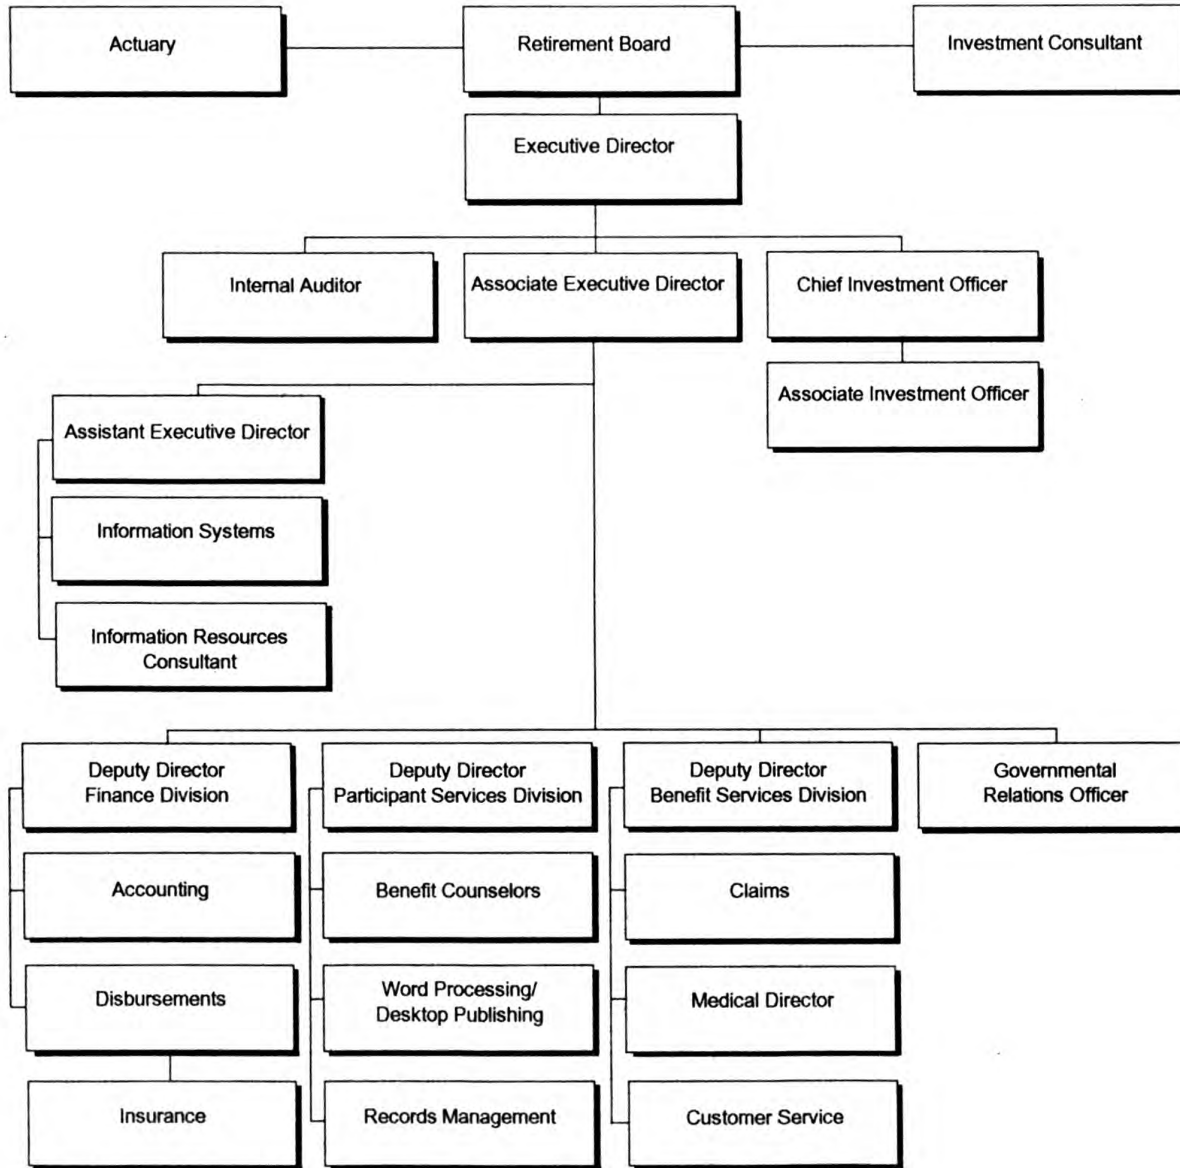 Actuary
Retirement Board
Investment Consultant
Executive Director
Internal Auditor
Associate Executive Director
Chief Investment Officer
Associate Investment Officer
Assistant Executive Director
Information Systems
Information Resources
Consultant
Deputy Director
Finance Division
Deputy Director
Participant Services Division
Deputy Director
Benefit Services Division
Governmental
Relations Officer
Accounting
Benefit Counselors
Claims
Disbursements
Word Processing/
Desktop Publishing
Medical Director
Insurance
Records Management
Customer Service